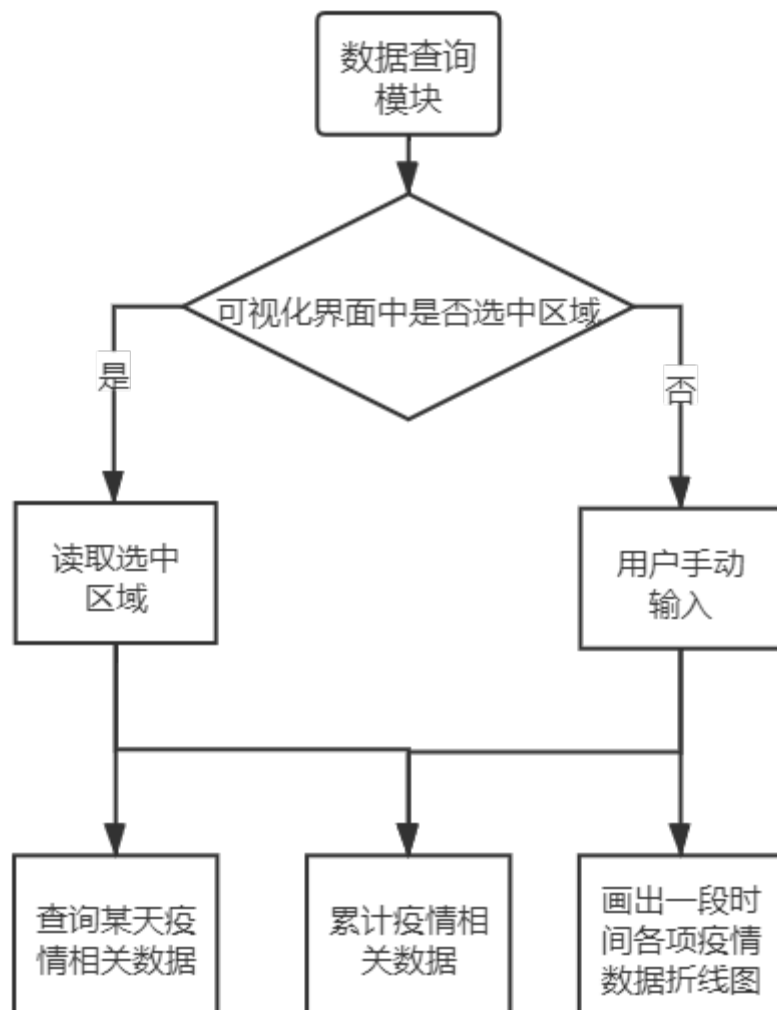 数据查询
模块
可视化界面中是否选中区域
是
否
读取选中
区域
用户手动
输入
查询某天疫
情相关数据
累计疫情相
关数据
画出一段时
间各项疫情
数据折线图